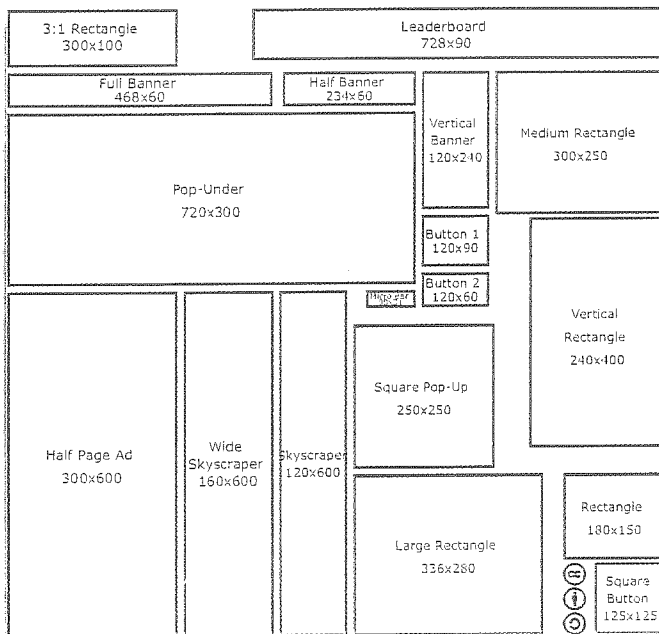 3:1 Rectangle
300x100
Leaderboard
728x90
Full Banner
468x60
Half Banner
234x60
Vertical
Banner
120x240
Medium Rectangle
300x250
Pop-Under
720x300
Button 1
120x90
Button 2
120x60
Micro Bar
Vertical
Rectangle
240x400
Square Pop-Up
250x250
Half Page Ad
300x600
Wide
Skyscraper
160x600
Skyscraper
120x600
Large Rectangle
336x280
Rectangle
180x150
Square
Button
125x125